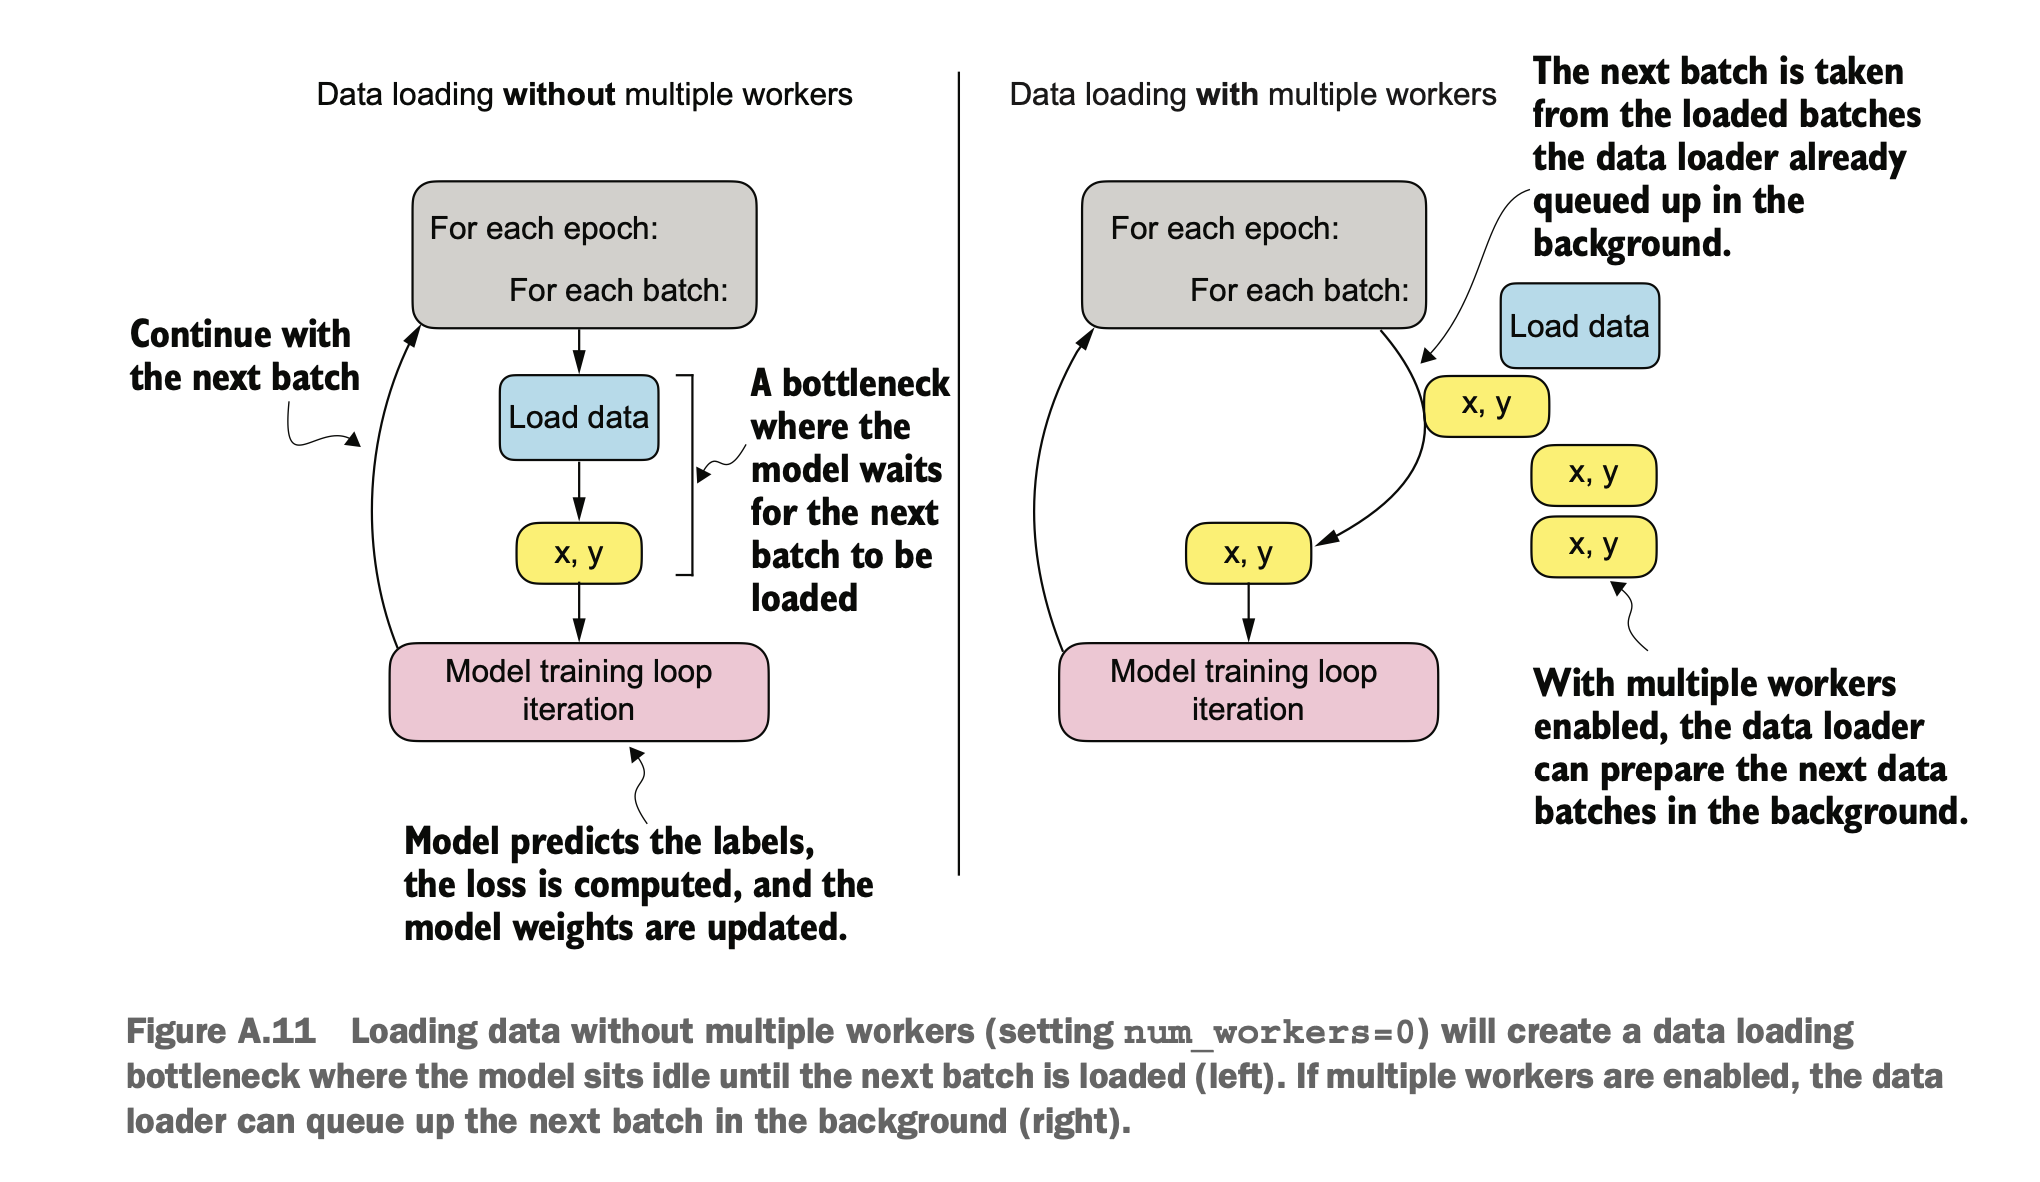 Data loading without multiple workers
For each epoch:
For each batch:
Continue with
the next batch
Load data
x, y
A bottleneck
where the
model waits
for the next
batch to be
loaded
Model training loop
iteration
Model predicts the labels,
the loss is computed, and the
model weights are updated.
Data loading with multiple workers
The next batch is taken
from the loaded batches
the data loader already
queued up in the
background.
For each epoch:
For each batch:
Load data
x, y
x, y
x, y
x, y
Model training loop
iteration
With multiple workers
enabled, the data loader
can prepare the next data
batches in the background.
Figure A.11 Loading data without multiple workers (setting num_workers=0) will create a data loading
bottleneck where the model sits idle until the next batch is loaded (left). If multiple workers are enabled, the data
loader can queue up the next batch in the background (right).